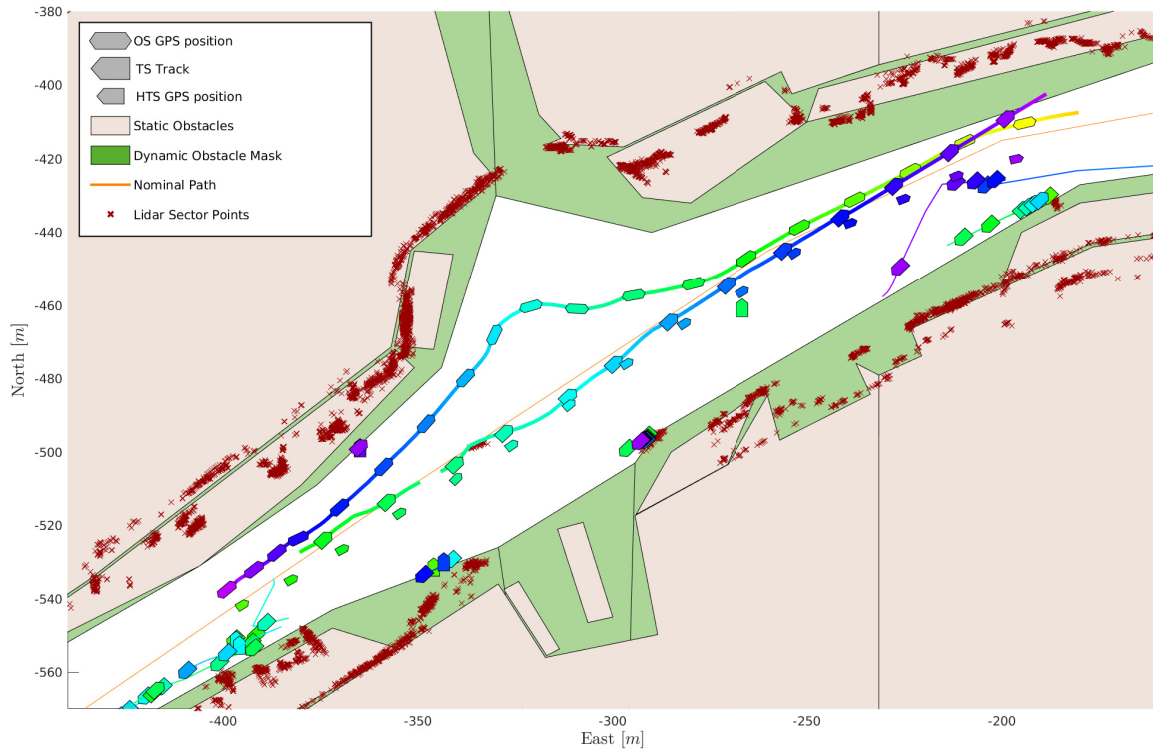 -380
-400
-420
-440
-460
-480
-500
-520
-540
-560
North [m]
OS GPS position
TS Track
HTS GPS position
Static Obstacles
Dynamic Obstacle Mask
Nominal Path
Lidar Sector Points
-400
-350
-300
-250
-200
East [m]